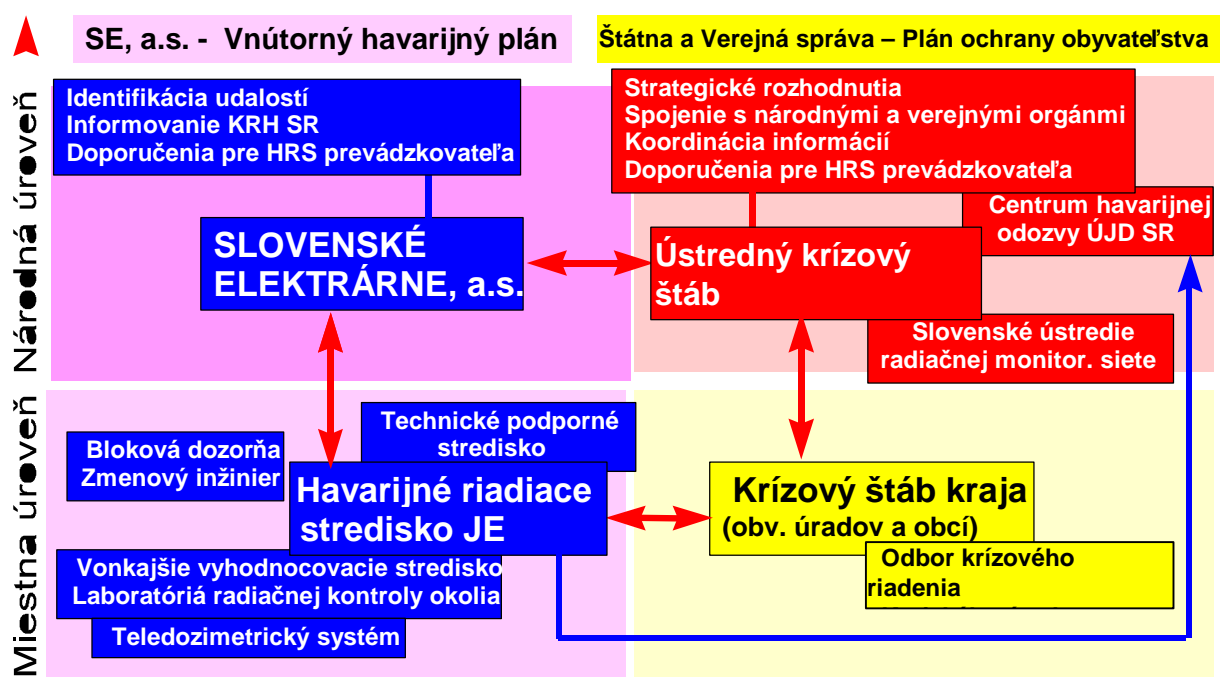 SE, a.s. - Vnútorný havarijný plán
Štátna a Verejná správa – Plán ochrany obyvateľstva
Národná úroveň
Identifikácia udalostí
Informovanie KRH SR
Doporučenia pre HRS prevádzkovateľa
Strategické rozhodnutia
Spojenie s národnými a verejnými orgánmi
Koordinácia informácií
Doporučenia pre HRS prevádzkovateľa
Centrum havarijnej
odozvy ÚJD SR
SLOVENSKÉ
ELEKTRÁRNE, a.s.
Ústredný krízový
štáb
Slovenské ústredie
radiačnej monitor. siete
Miestna úroveň
Technické podporné
stredisko
Bloková dozorňa
Zmenový inžinier
Havarijné riadiace
stredisko JE
Krízový štáb kraja
(obv. úradov a obcí)
Odbor krízového
riadenia
Vonkajšie vyhodnocovacie stredisko
Laboratóriá radiačnej kontroly okolia
Teledozimetrický systém